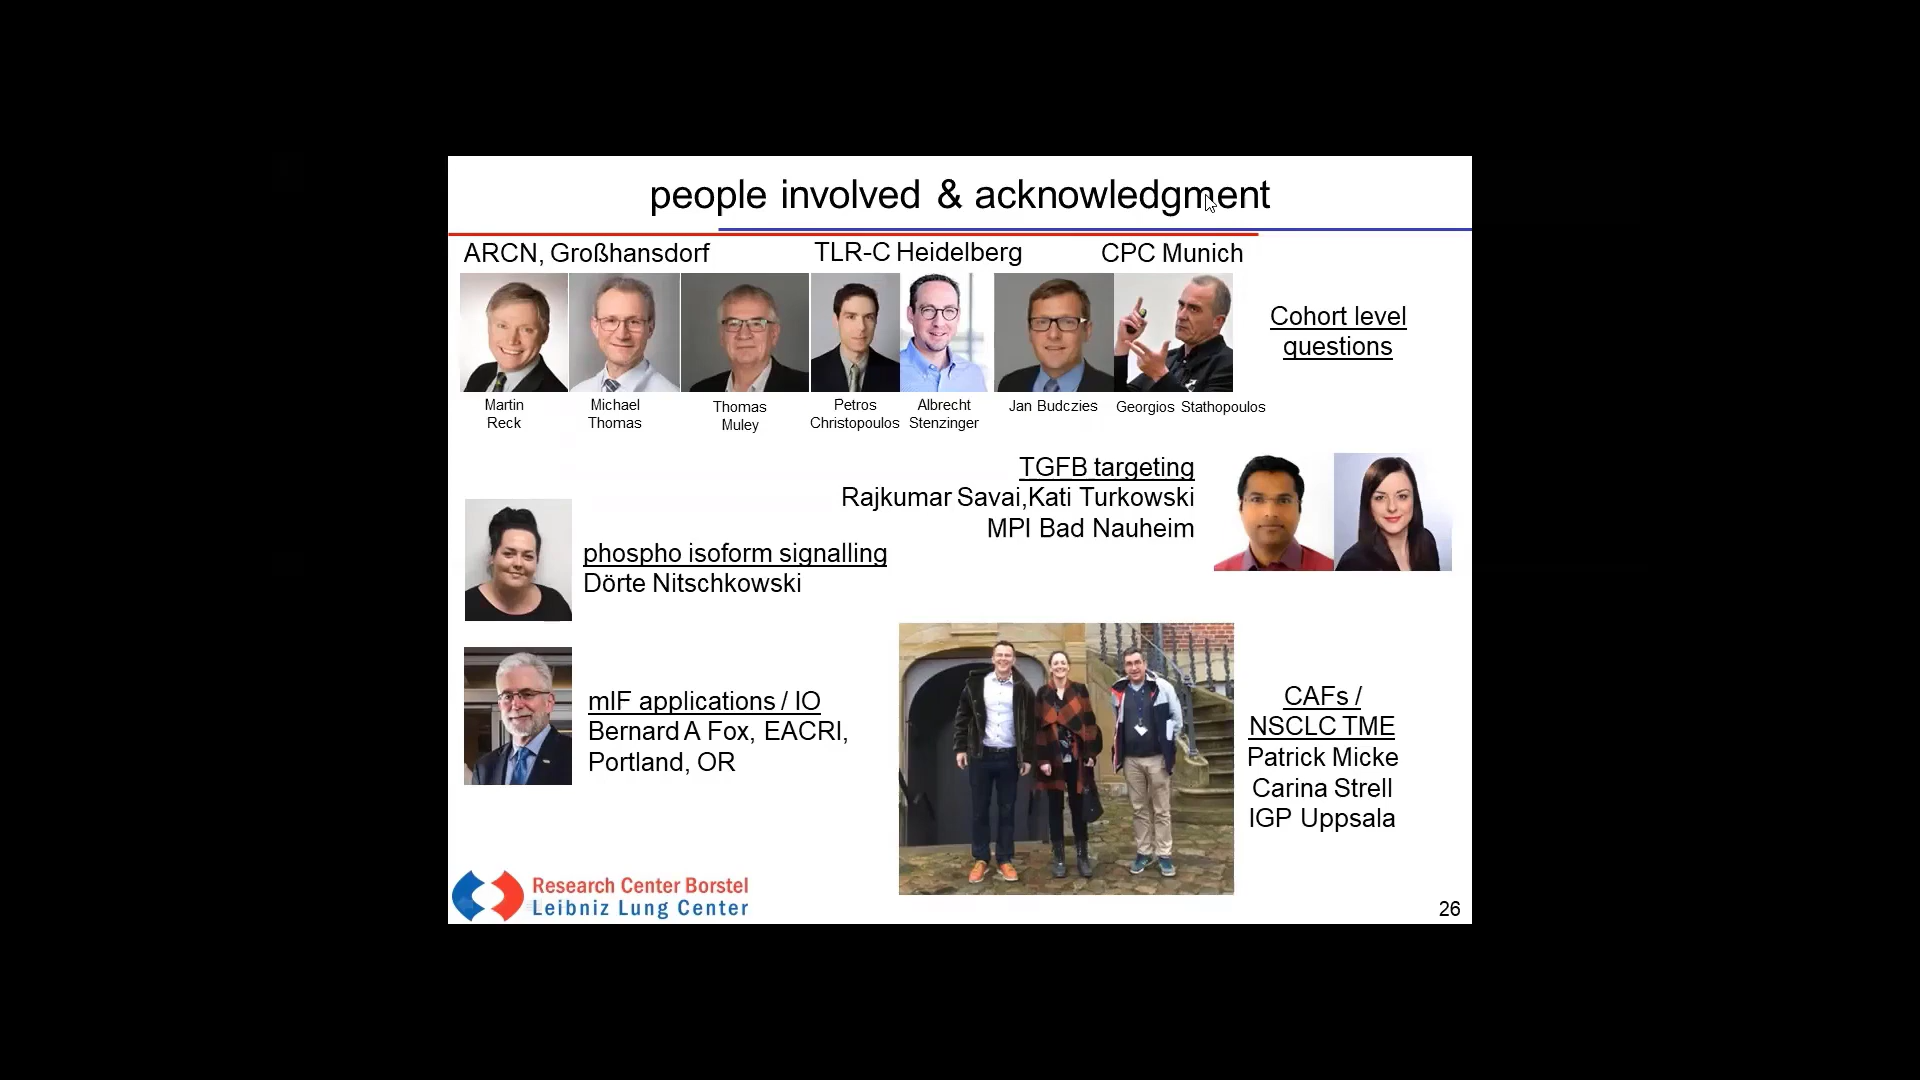 people involved & acknowledgment
ARCN, Großhansdorf
TLR-C Heidelberg
CPC Munich
Martin
Reck
Michael
Thomas
Thomas
Muley
Petros
Christopoulos
Albrecht
Stenzinger
Jan Budczies
Georgios Stathopoulos
Cohort level
questions
TGFB targeting
Rajkumar Savai,Kati Turkowski
MPI Bad Nauheim
phospho isoform signalling
Dörte Nitschkowski
mIF applications / IO
Bernard A Fox, EACRI,
Portland, OR
CAFs /
NSCLC TME
Patrick Micke
Carina Strell
IGP Uppsala
Research Center Borstel
Leibniz Lung Center
26